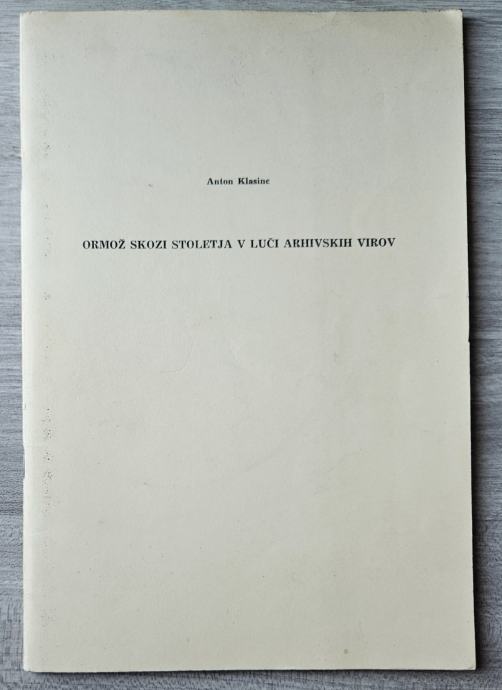 Anton Klasinc
ORMOŽ SKOZI STOLETJA V LUČI ARHIVSKIH VIROV